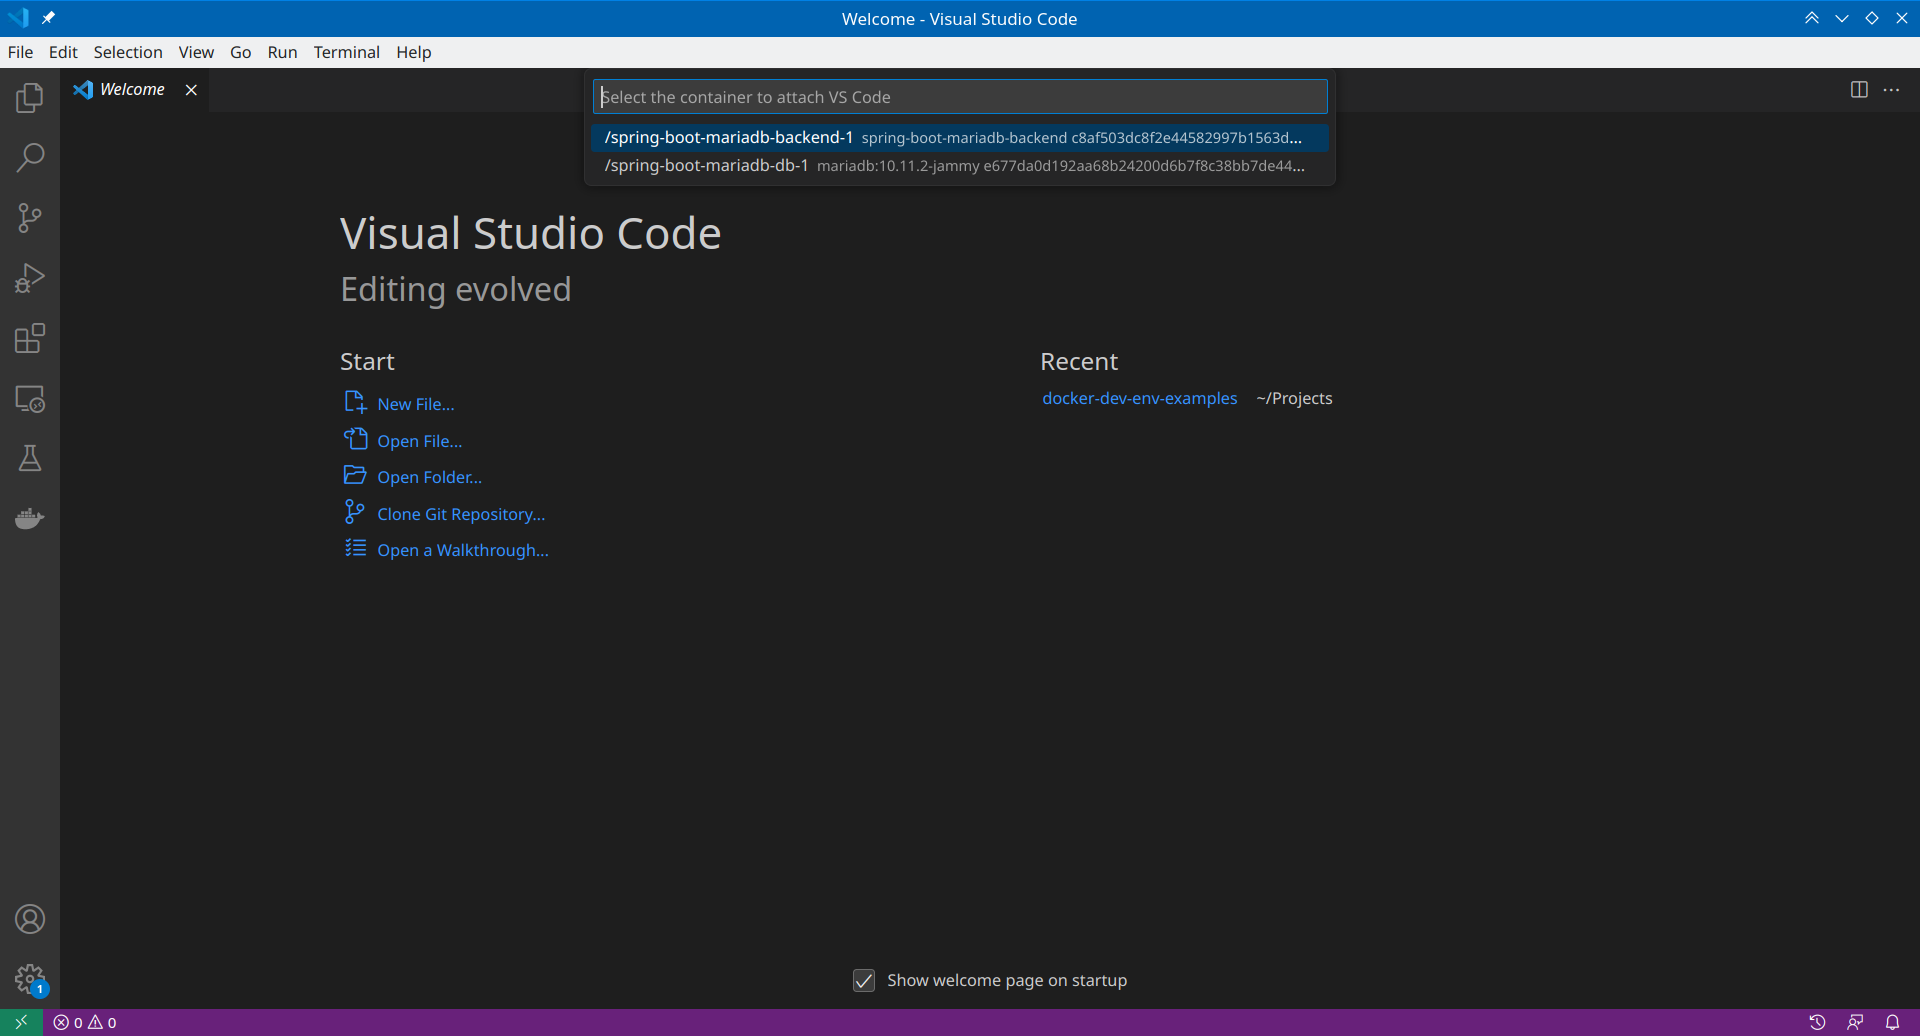 Welcome - Visual Studio Code
File Edit Selection View Go Run Terminal Help
Welcome
Select the container to attach VS Code
/spring-boot-mariadb-backend-1 spring-boot-mariadb-backend c8af503dc8f2e44582997b1563d...
/spring-boot-mariadb-db-1 mariadb:10.11.2-jammy e677da0d192aa68b24200d6b7f8c38bb7de44...
Visual Studio Code
Editing evolved
Start
New File...
Open File...
Open Folder...
Clone Git Repository...
Open a Walkthrough...
Recent
docker-dev-env-examples ~/Projects
Show welcome page on startup
1
0 0